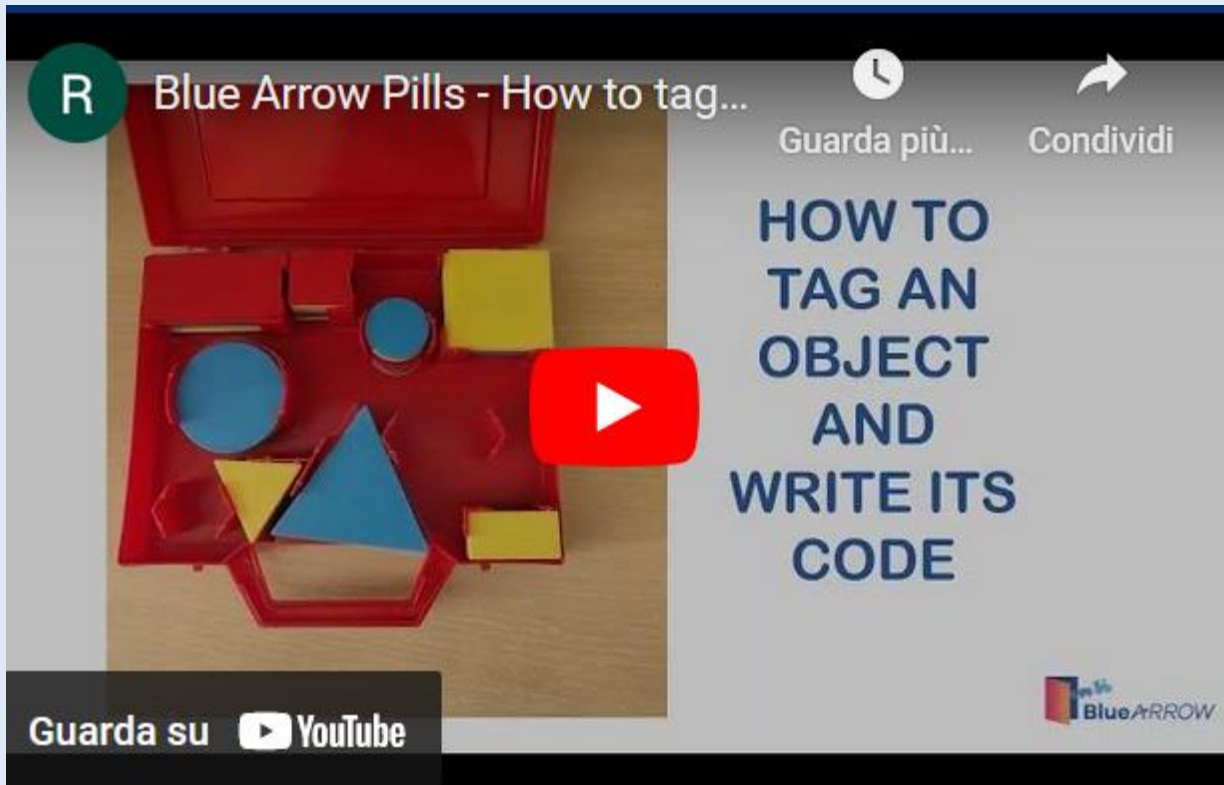 R
Blue Arrow Pills - How to tag...
Guarda più...
Condividi
HOW TO
TAG AN
OBJECT
AND
WRITE ITS
CODE
BlueARROW
Guarda su YouTube